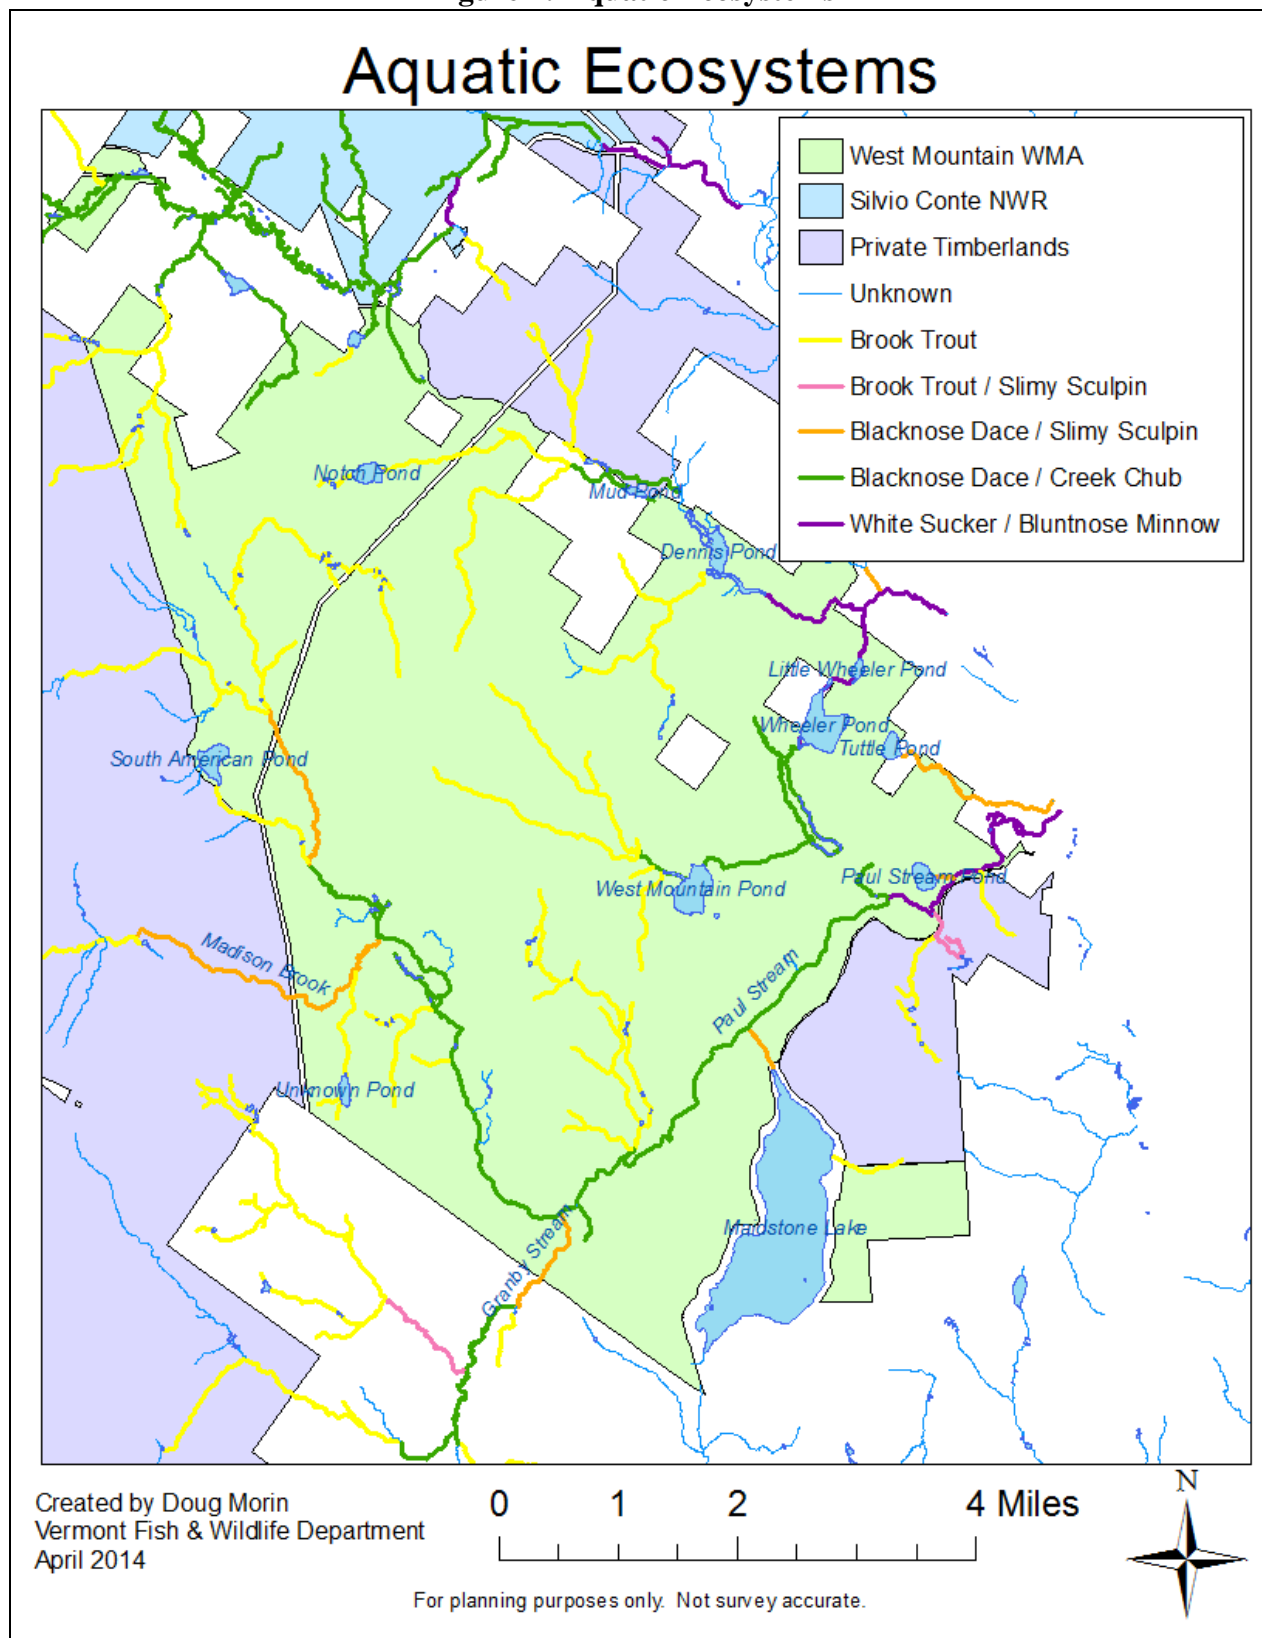 Aquatic Ecosystems
West Mountain WMA
Silvio Conte NWR
Private Timberlands
Unknown
Brook Trout
Brook Trout / Slimy Sculpin
Blacknose Dace / Slimy Sculpin
Blacknose Dace / Creek Chub
White Sucker / Bluntnose Minnow
Notch Pond
Mud Pond
Dennis Pond
Little Wheeler Pond
Wheeler Pond
Tuttle Pond
South American Pond
West Mountain Pond
Paul Stream Pond
Madison Brook
Paul Stream
Unknown Pond
Maidstone Lake
Granby Stream
Created by Doug Morin
Vermont Fish & Wildlife Department
April 2014
0 1 2 4 Miles
N
For planning purposes only. Not survey accurate.